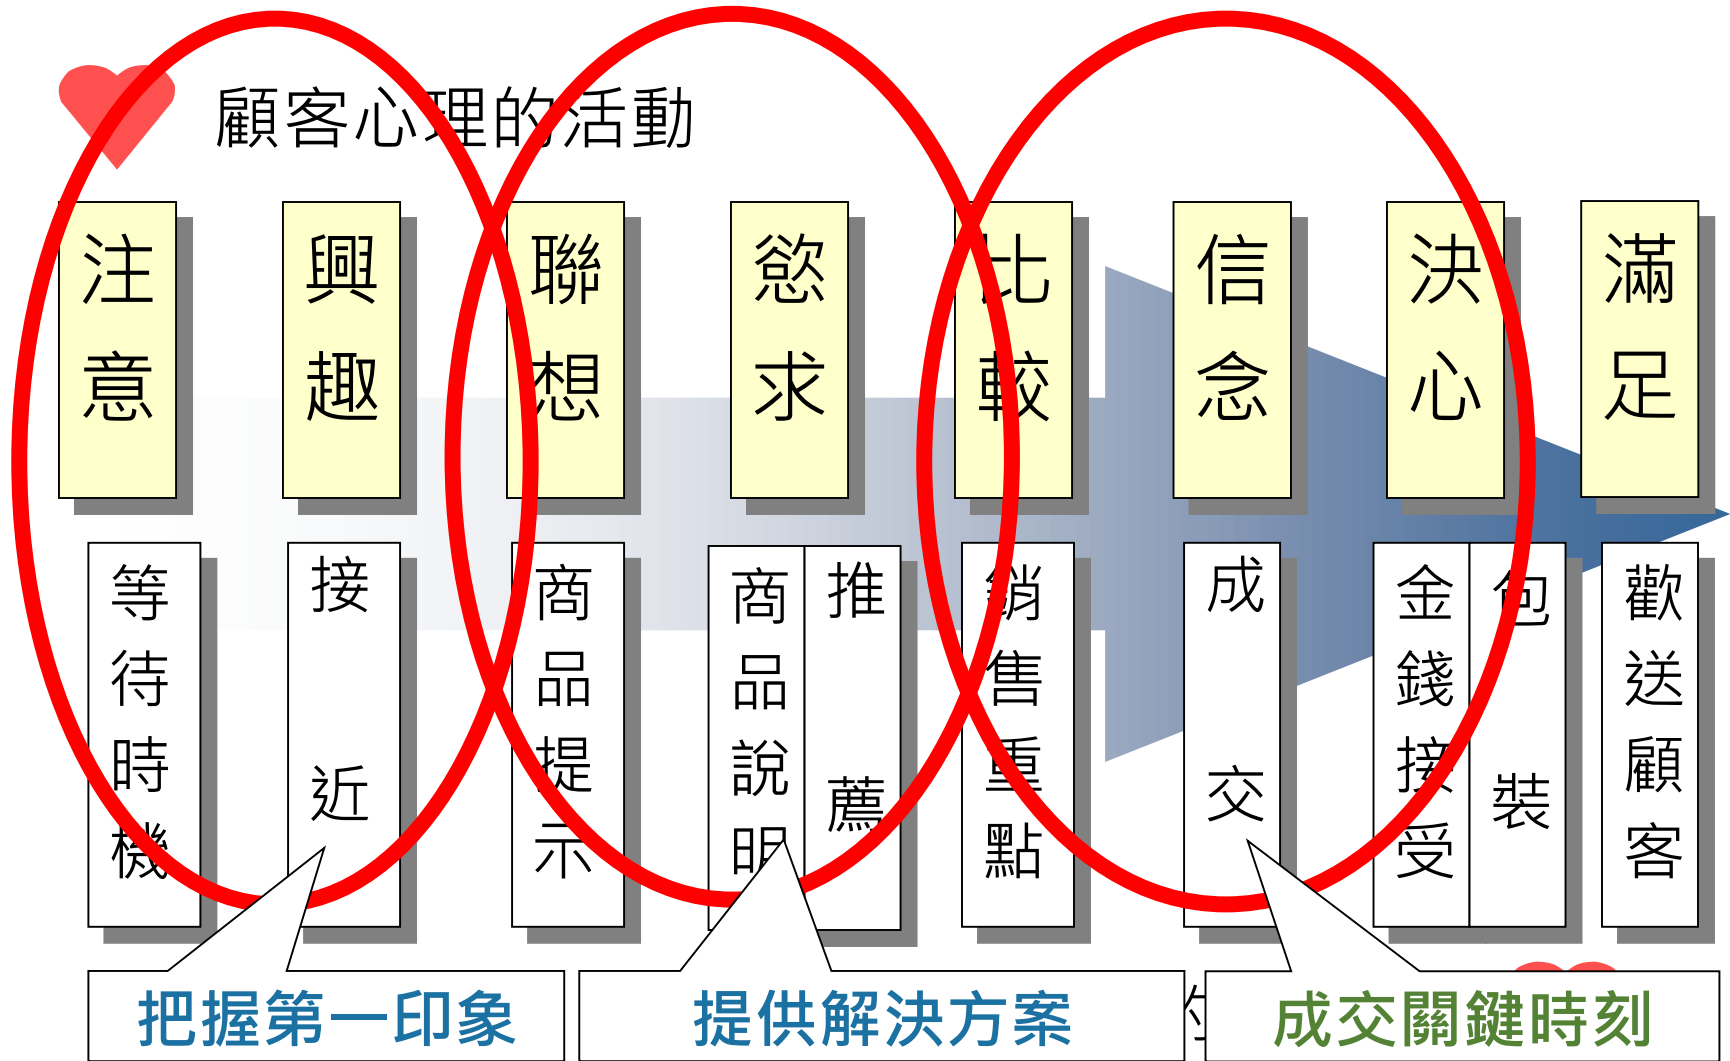 顧客心理的活動
注意
興趣
聯想
慾求
比較
信念
決心
滿足
等待時機
接近
商品提示
商品說明
推薦
銷售重點
成交
金錢接受
包裝
歡送顧客
把握第一印象
提供解決方案
的
成交關鍵時刻